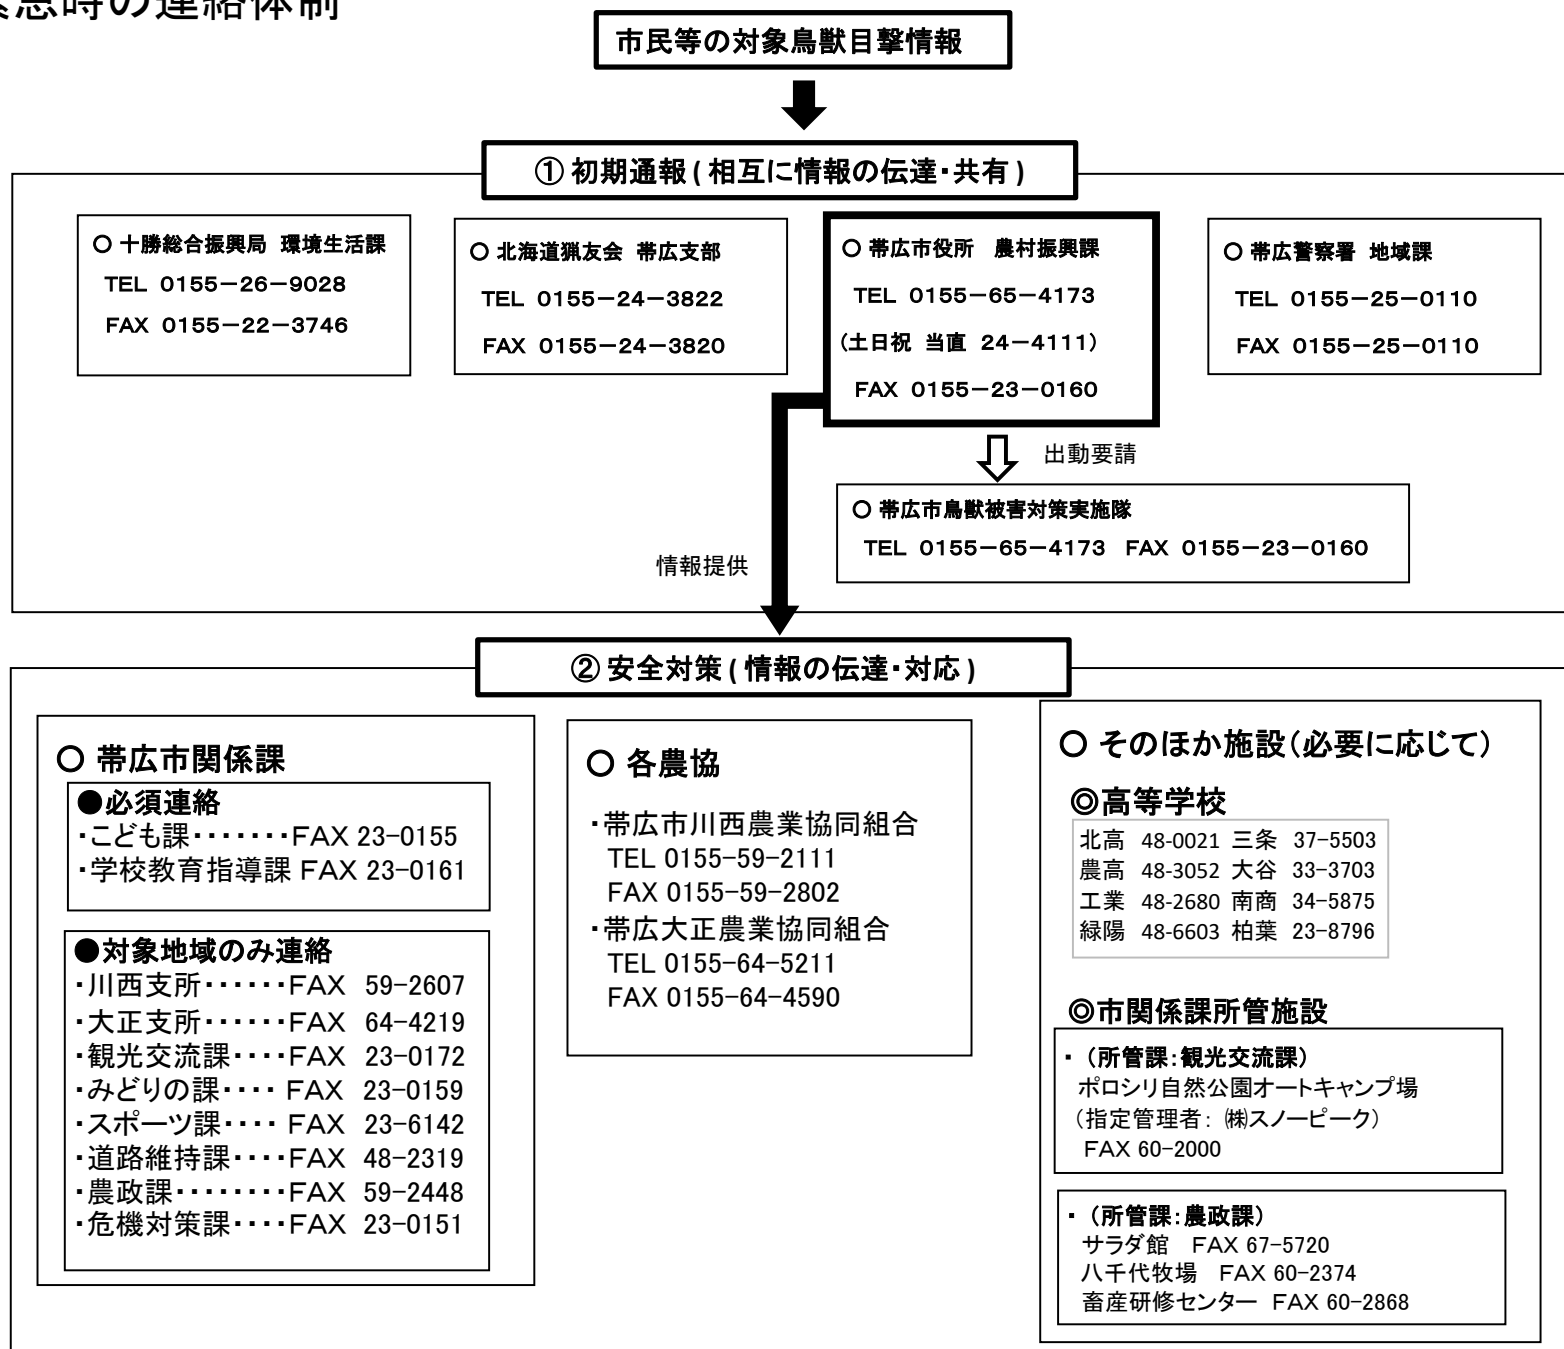 緊急時の連絡体制
市民等の対象鳥獣目撃情報
① 初期通報 ( 相互に情報の伝達・共有 )
○ 十勝総合振興局 環境生活課
TEL 0155－26－9028
FAX 0155－22－3746
○ 北海道猟友会 帯広支部
TEL 0155－24－3822
FAX 0155－24－3820
○ 帯広市役所 農村振興課
TEL 0155－65－4173
(土日祝 当直 24－4111)
FAX 0155－23－0160
○ 帯広警察署 地域課
TEL 0155－25－0110
FAX 0155－25－0110
出動要請
○ 帯広市鳥獣被害対策実施隊
TEL 0155－65－4173 FAX 0155－23－0160
情報提供
② 安全対策 ( 情報の伝達・対応 )
○ 帯広市関係課
●必須連絡
・こども課・・・・・・・FAX 23-0155
・学校教育指導課 FAX 23-0161
●対象地域のみ連絡
・川西支所・・・・・・FAX 59-2607
・大正支所・・・・・・FAX 64-4219
・観光交流課・・・・FAX 23-0172
・みどりの課・・・・ FAX 23-0159
・スポーツ課・・・・ FAX 23-6142
・道路維持課・・・・FAX 48-2319
・農政課・・・・・・・・FAX 59-2448
・危機対策課・・・・FAX 23-0151
○ 各農協
・帯広市川西農業協同組合
TEL 0155-59-2111
FAX 0155-59-2802
・帯広大正農業協同組合
TEL 0155-64-5211
FAX 0155-64-4590
○ そのほか施設（必要に応じて）
◎高等学校
北高 48-0021 三条 37-5503
農高 48-3052 大谷 33-3703
工業 48-2680 南商 34-5875
緑陽 48-6603 柏葉 23-8796
◎市関係課所管施設
・（所管課：観光交流課）
ポロシリ自然公園オートキャンプ場
（指定管理者：㈱スノーピーク）
FAX 60-2000
・（所管課：農政課）
サラダ館 FAX 67-5720
八千代牧場 FAX 60-2374
畜産研修センター FAX 60-2868